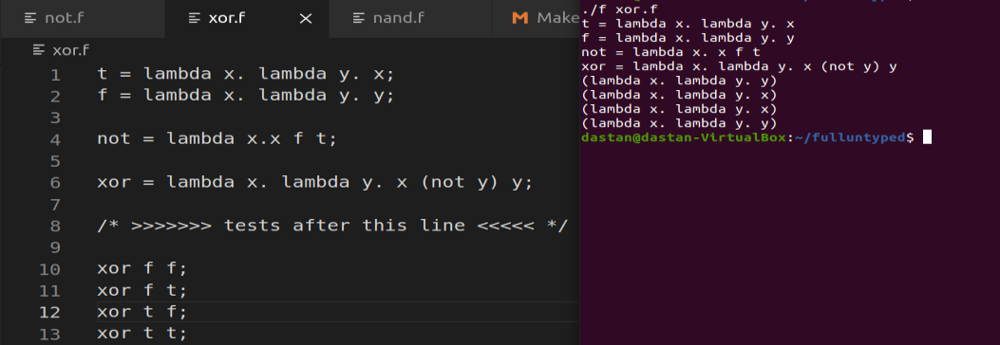 not.f xor.f × nand.f Make
xor.f
1 t = lambda x. lambda y. x;
2 f = lambda x. lambda y. y;
3
4 not = lambda x.x f t;
5
6 xor = lambda x. lambda y. x (not y) y;
7
8 /* >>>>>>> tests after this line <<<<< */
9
10 xor f f;
11 xor f t;
12 xor t f;
13 xor t t;
./f xor.f
t = lambda x. lambda y. x
f = lambda x. lambda y. y
not = lambda x. x f t
xor = lambda x. lambda y. x (not y) y
(lambda x. lambda y. y)
(lambda x. lambda y. x)
(lambda x. lambda y. x)
(lambda x. lambda y. y)
dastan@dastan-VirtualBox:~/fulluntyped$